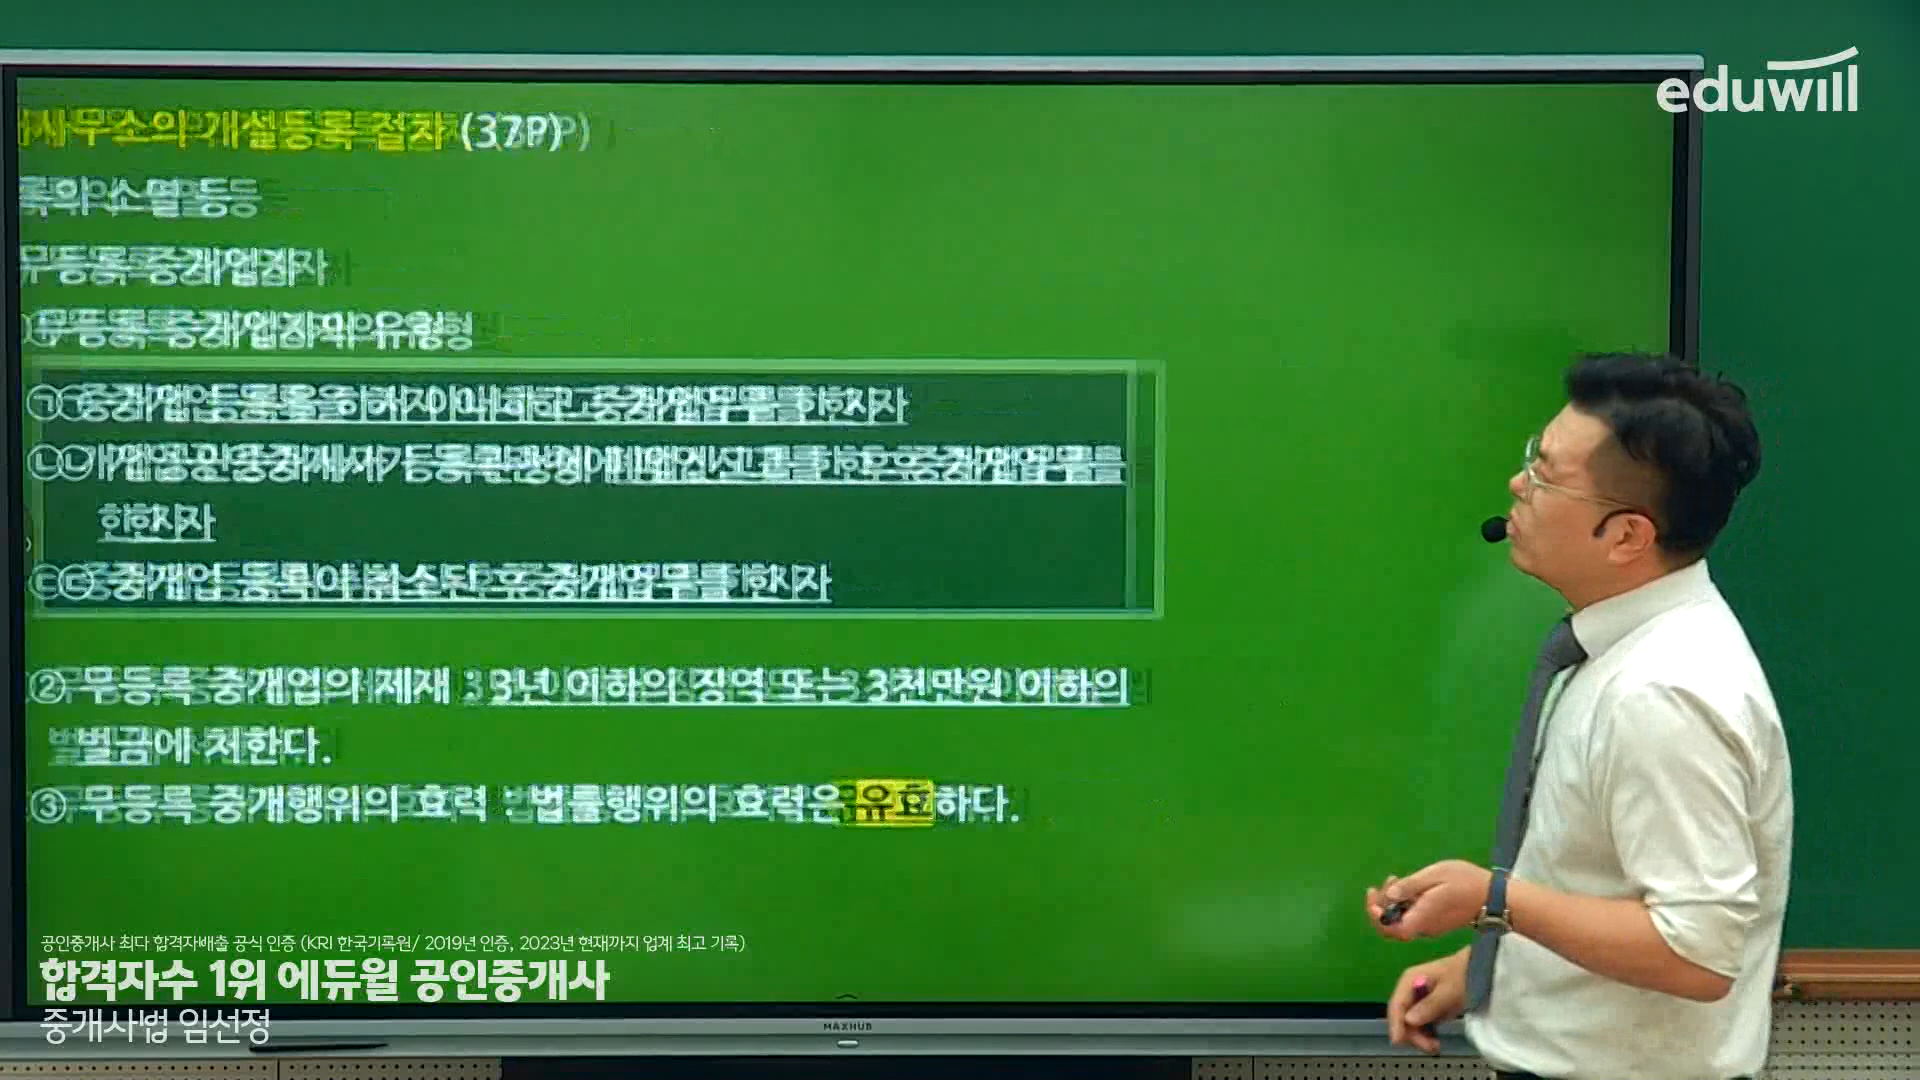 eduwill
사무소의 개설등록 절차 (37P)
록의 소멸 등
무등록 중개업자
무등록 중개업자의 유형
㉠ 중개업 등록을 하지 아니하고 중개업무를 한 자
㉡ 개업공인중개사가 등록관청에 폐업신고를 한 후 중개업무를
한 자
㉢ 중개업 등록이 취소된 후 중개업무를 한 자
② 무등록 중개업의 제재 : 3년 이하의 징역 또는 3천만원 이하의
벌금에 처한다.
③ 무등록 중개행위의 효력 : 법률행위의 효력은 유효하다.
공인중개사 최다 합격자배출 공식 인증 (KRI 한국기록원/ 2019년 인증, 2023년 현재까지 업계 최고 기록)
합격자수 1위 에듀윌 공인중개사
중개사법 임선정
MAXHUB